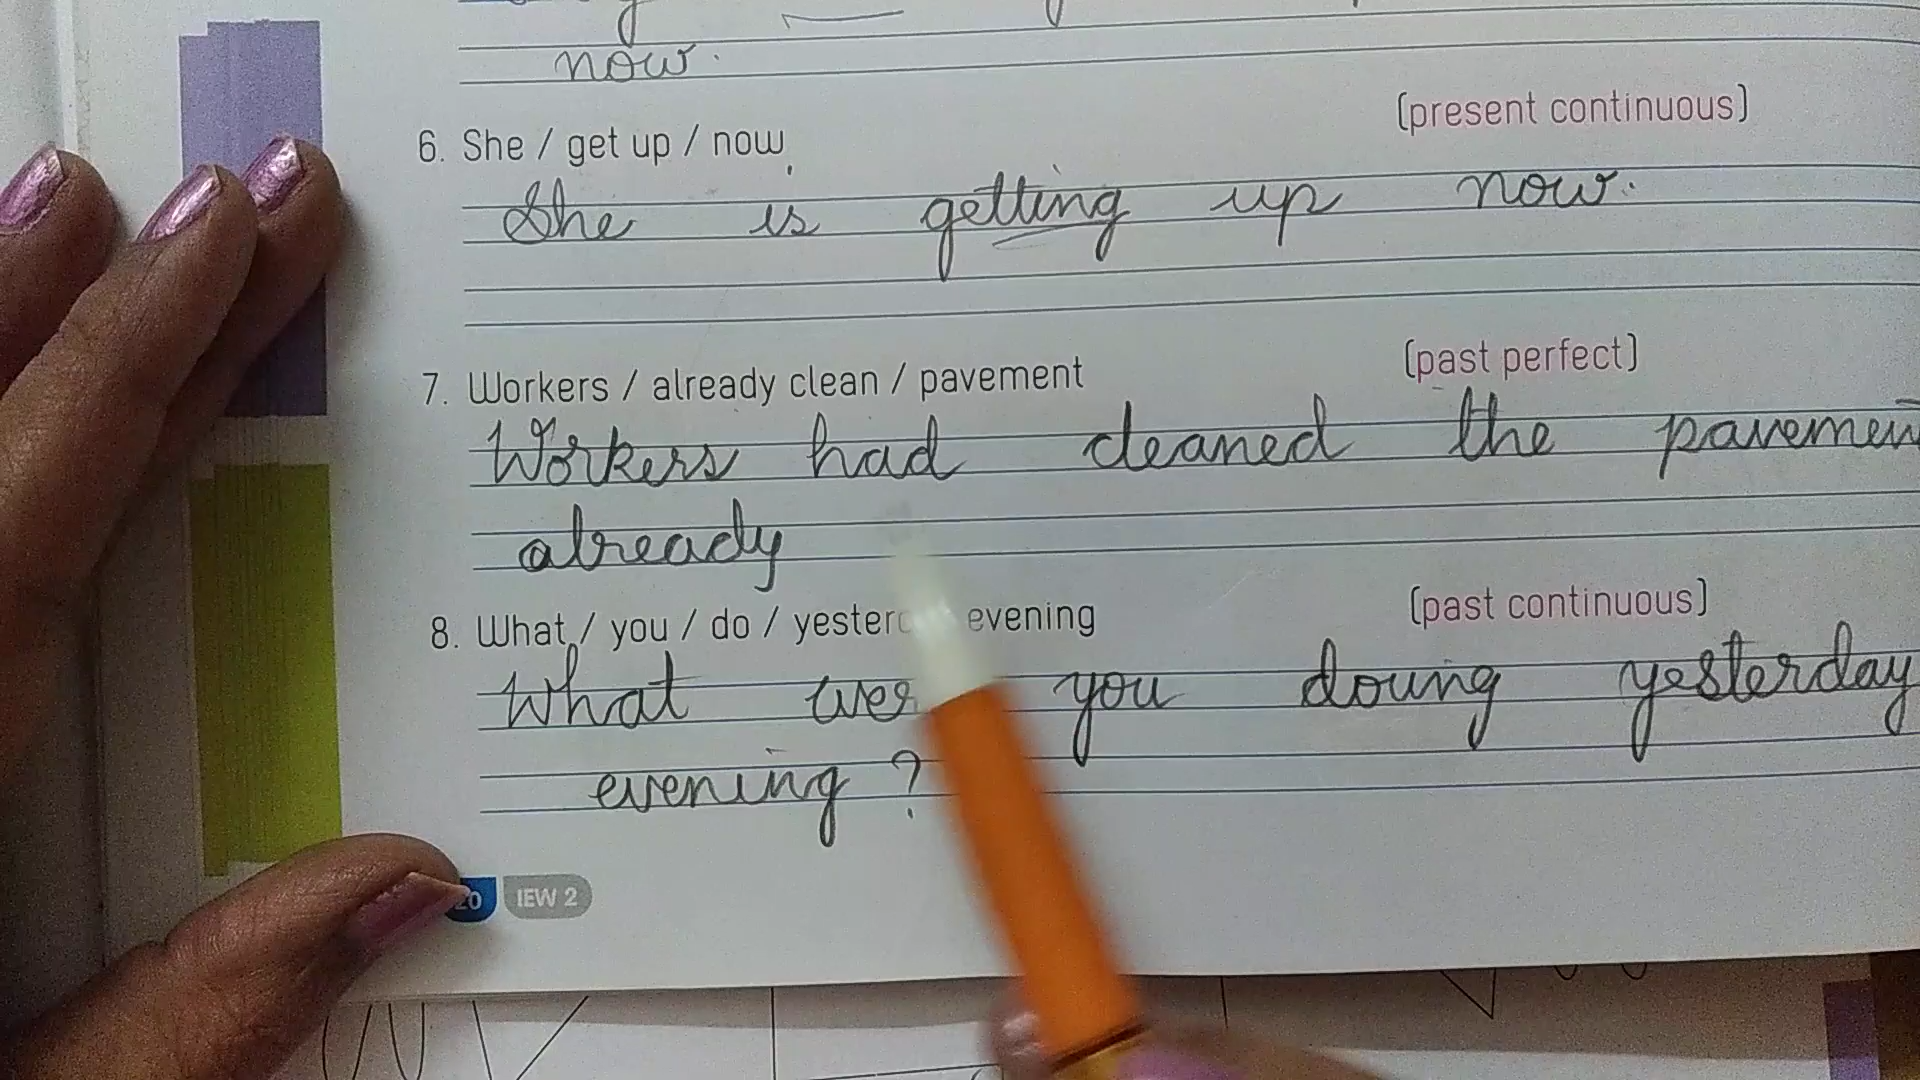 now.
(present continuous)
6. She / get up / now
She is getting up now.
(past perfect)
7. Workers / already clean / pavement
Workers had cleaned the
already
(past continuous)
8. What / you / do / evening
What you doing yesterday
evening ?
20 IEW 2